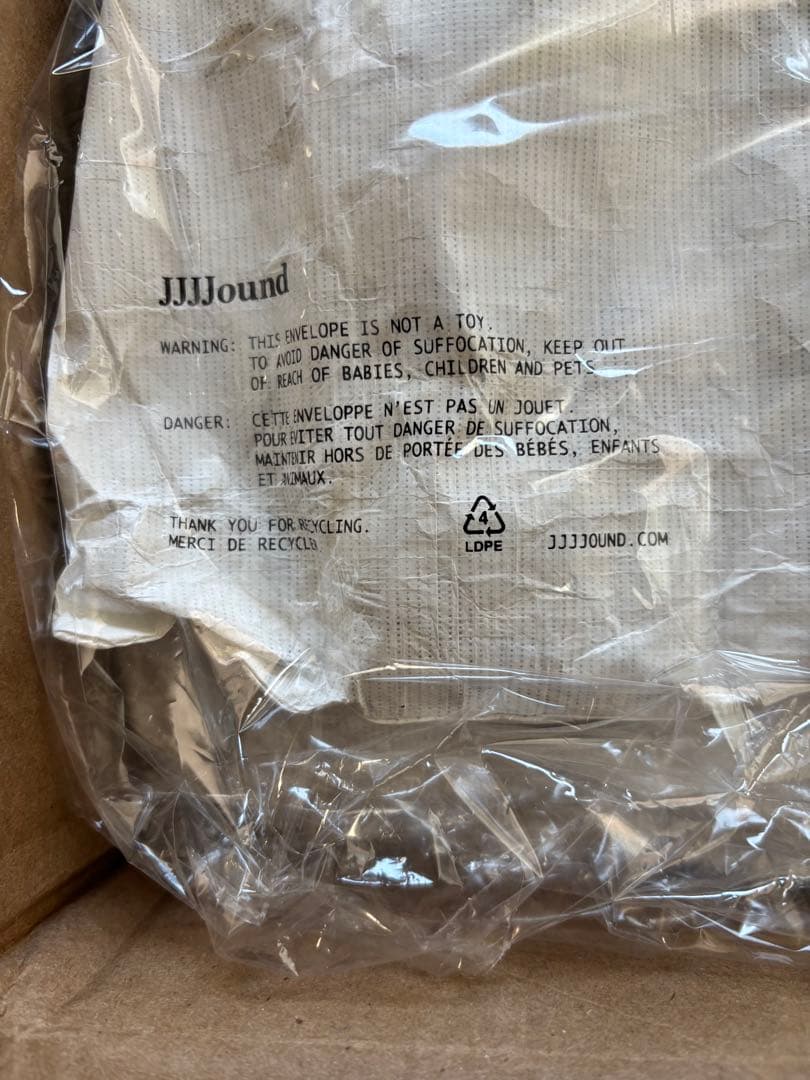 JJJJound
WARNING: THIS ENVELOPE IS NOT A TOY.
TO AVOID DANGER OF SUFFOCATION, KEEP OUT
OF REACH OF BABIES, CHILDREN AND PETS
DANGER: CETTE ENVELOPPE N'EST PAS UN JOUET.
POUR ÉVITER TOUT DANGER DE SUFFOCATION,
MAINTENIR HORS DE PORTÉE DES BÉBÉS, ENFANTS
ET ANIMAUX.
THANK YOU FOR RECYCLING.
MERCI DE RECYCLER
4
LDPE
JJJJOUND.COM